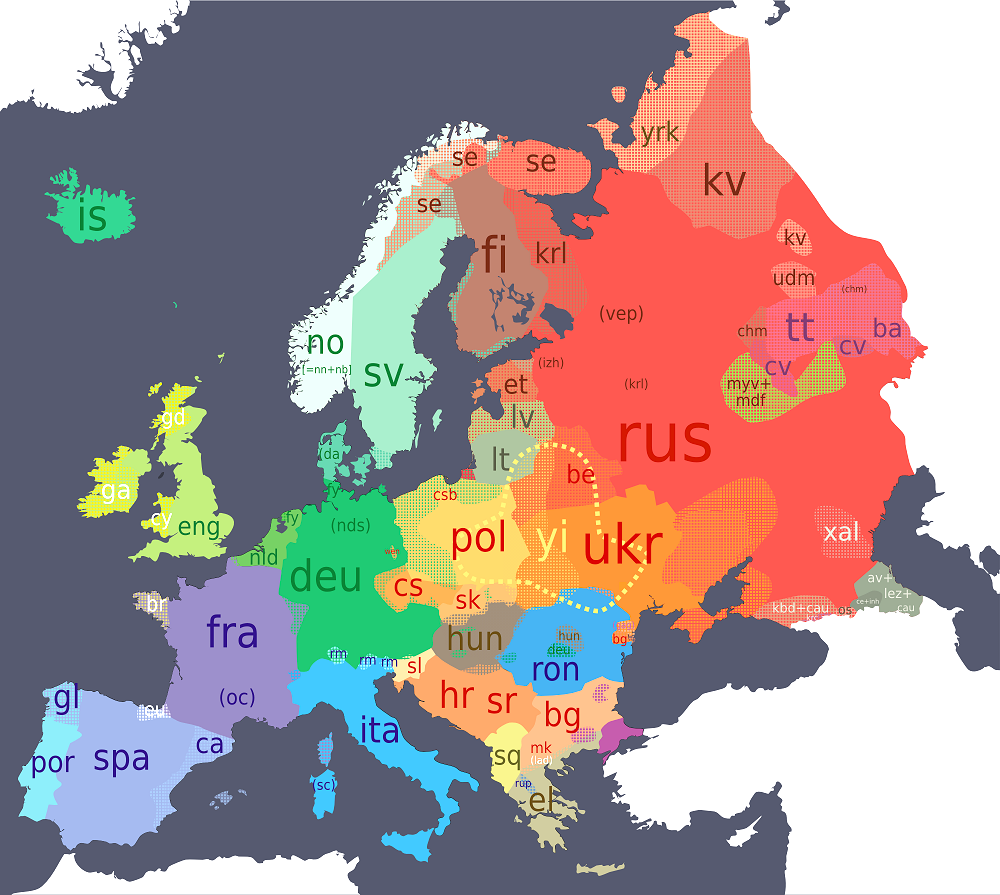 yrk
se
se
kv
se
is
kv
fi
krl
udm
(chm)
(vep)
chm
tt
cv
ba
no
[=nn+nb]
sv
(izh)
et
(krl)
cv
myv+
mdf
gd
lv
rus
(da
lt
be
ga
csb
fy
cy
eng
fy
(nds)
nld
wen
pol
yi
ukr
xal
deu
cs
av+
lez+
ce+inh
cau
br
sk
kbd+cau
os
fra
hun
hun
bg
deu
rm
rm
rm
sl
ron
gl
(oc)
eu
hr
sr
bg
por
spa
ca
ita
sq
mk
(lad)
(sc)
rup
el